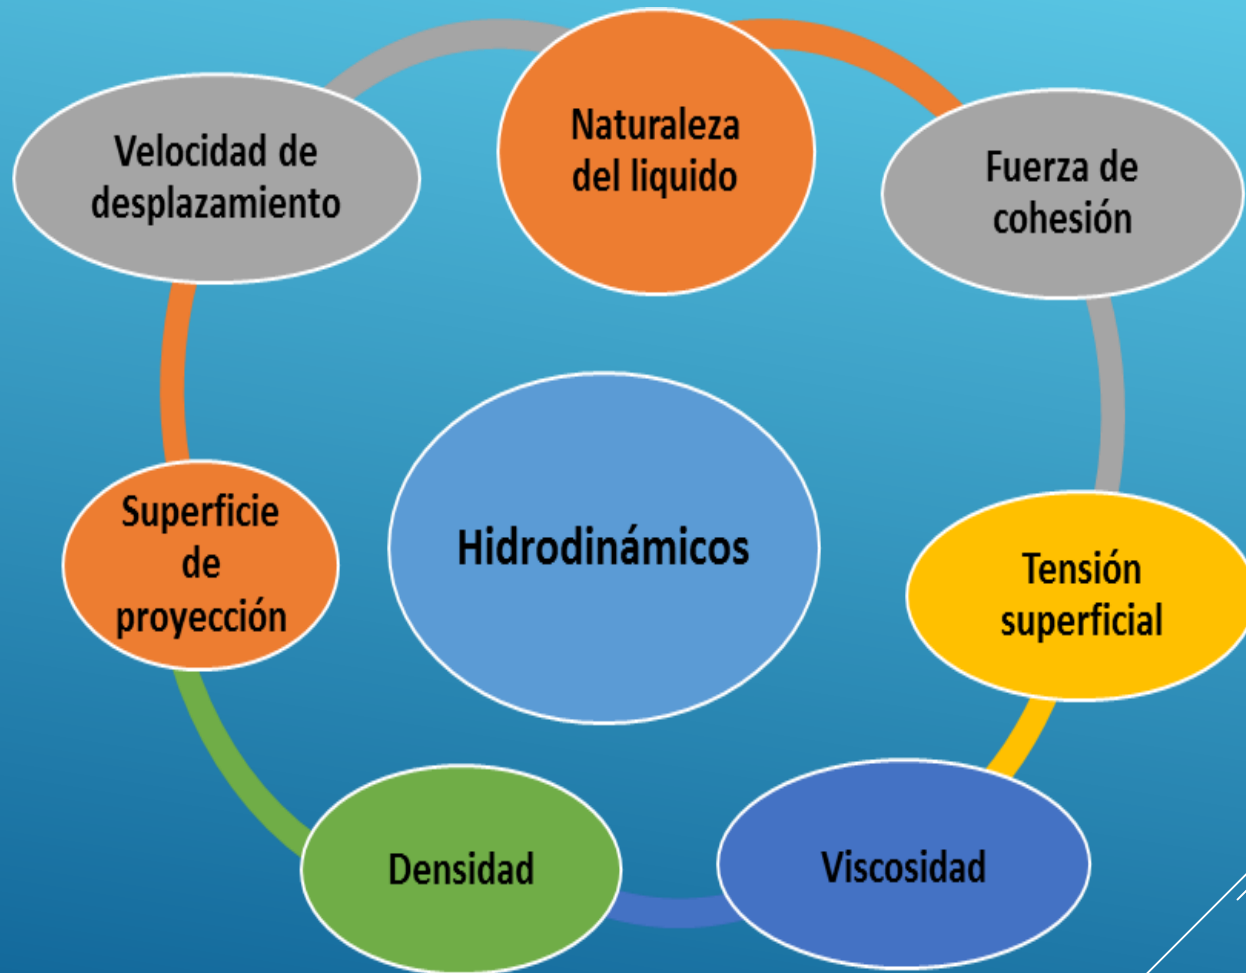 Naturaleza
del liquido
Fuerza de
cohesión
Tensión
superficial
Viscosidad
Densidad
Superficie
de
proyección
Velocidad de
desplazamiento
Hidrodinámicos